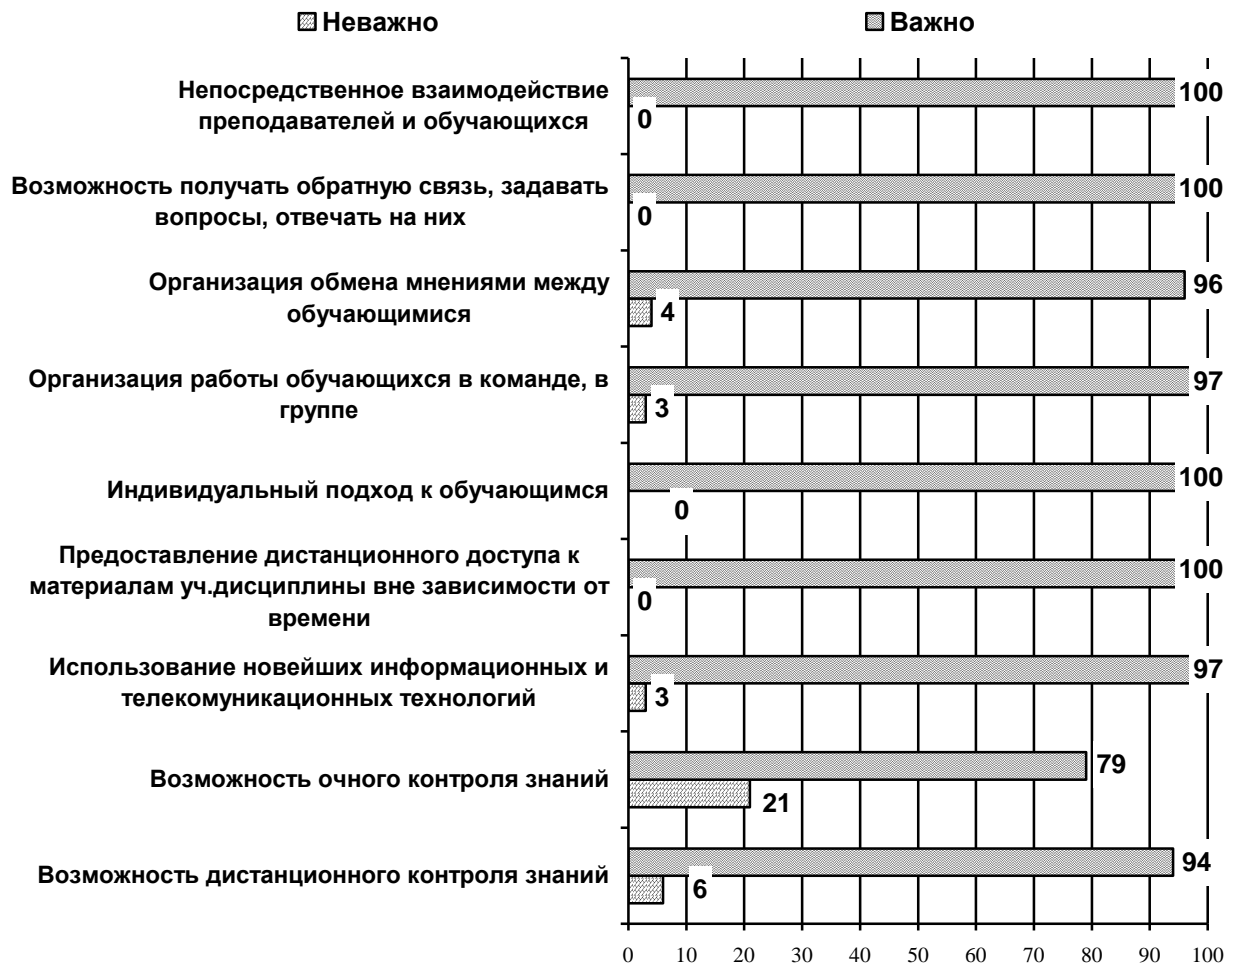 Неважно
Важно
Непосредственное взаимодействие
преподавателей и обучающихся
100
0
Возможность получать обратную связь, задавать
вопросы, отвечать на них
100
0
Организация обмена мнениями между
обучающимися
96
4
Организация работы обучающихся в команде, в
группе
97
3
Индивидуальный подход к обучающимся
100
0
Предоставление дистанционного доступа к
материалам уч.дисциплины вне зависимости от
времени
100
0
Использование новейших информационных и
телекомуникационных технологий
97
3
Возможность очного контроля знаний
79
21
Возможность дистанционного контроля знаний
94
6
0 10 20 30 40 50 60 70 80 90 100